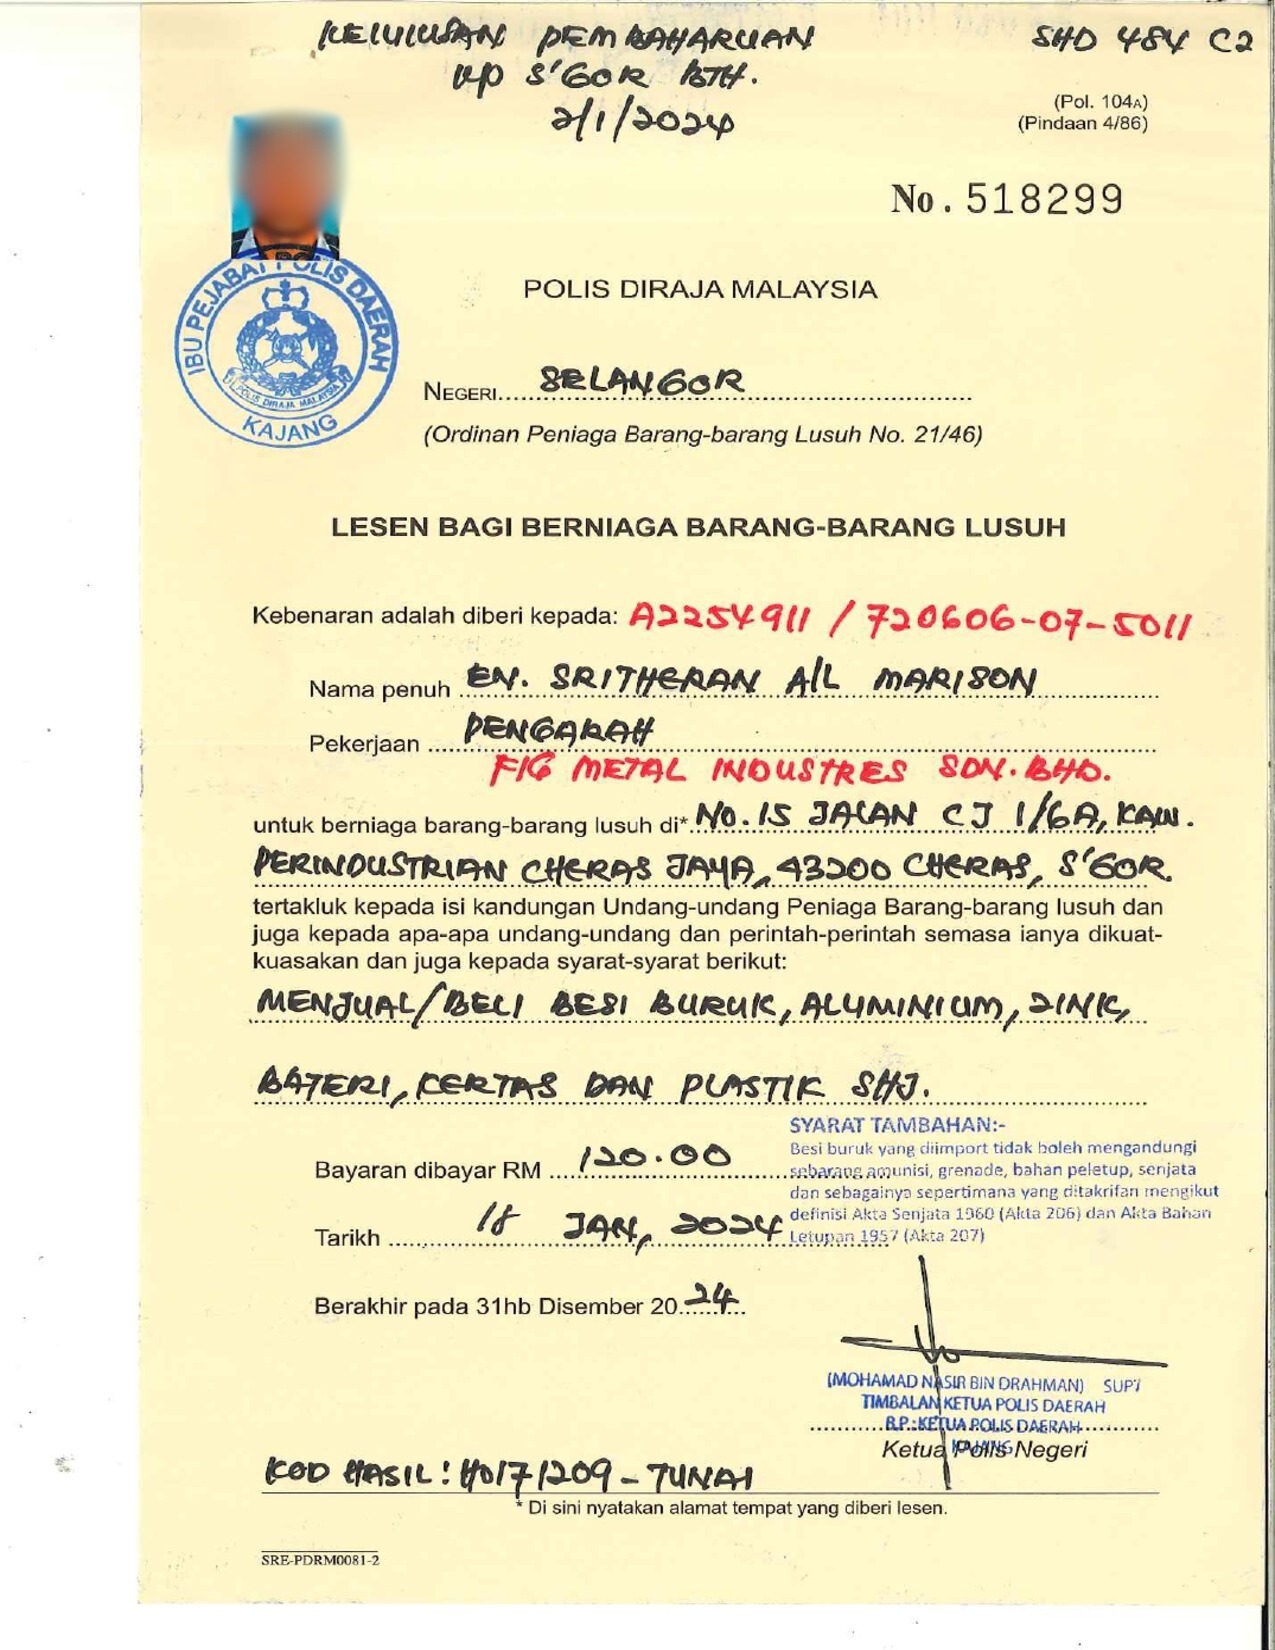 KELULUSAN PEMBAHARUAN
KP S'GOR BTH.
2/1/2024
SHD 484 C2
(Pol. 104A)
(Pindaan 4/86)
No. 518299
IBU PEJABAT POLIS DAERAH
POLIS DIRAJA MALAYSIA
KAJANG
POLIS DIRAJA MALAYSIA
NEGERI SELANGOR
(Ordinan Peniaga Barang-barang Lusuh No. 21/46)
LESEN BAGI BERNIAGA BARANG-BARANG LUSUH
Kebenaran adalah diberi kepada: A2254911 / 720606-07-5011
Nama penuh EN. SRITHERAN A/L MARISON
Pekerjaan PENGARAH
FIG METAL INDUSTRES SDN. BHD.
untuk berniaga barang-barang lusuh di* NO. 15 JALAN CJ 1/6A, KAW.
PERINDUSTRIAN CHERAS JAYA, 43200 CHERAS, S'GOR.
tertakluk kepada isi kandungan Undang-undang Peniaga Barang-barang lusuh dan
juga kepada apa-apa undang-undang dan perintah-perintah semasa ianya dikuat-
kuasakan dan juga kepada syarat-syarat berikut:
MENJUAL/BELI BESI BURUK, ALUMINIUM, ZINK,
BATERI, KERTAS DAN PLASTIK SHJ.
SYARAT TAMBAHAN:-
Besi buruk yang diimport tidak boleh mengandungi
sebarang amunisi, grenade, bahan peletup, senjata
dan sebagainya sepertimana yang ditakrifan mengikut
definisi Akta Senjata 1960 (Akta 206) dan Akta Bahan
Letupan 1957 (Akta 207)
Bayaran dibayar RM 120.00
Tarikh 18 JAN, 2024
Berakhir pada 31hb Disember 2024
(MOHAMAD NASIR BIN DRAHMAN) SUPT
TIMBALAN KETUA POLIS DAERAH
B.P: KETUA POLIS DAERAH
KAJANG
Ketua Polis Negeri
KOD HASIL: H0171209 - TUNAI
* Di sini nyatakan alamat tempat yang diberi lesen.
SRE-PDRM0081-2